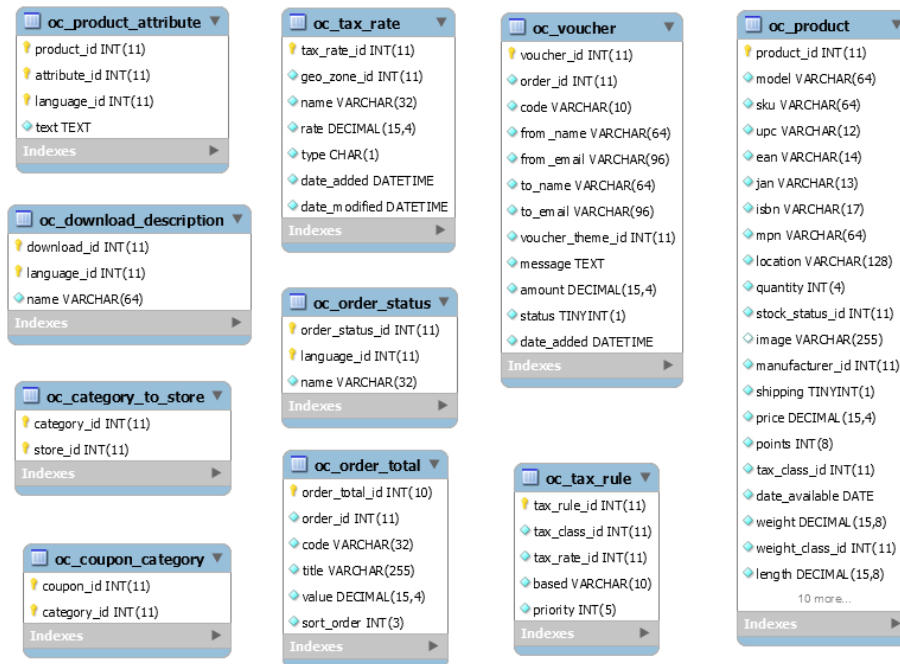 oc_product_attribute
product_id INT(11)
attribute_id INT(11)
language_id INT(11)
text TEXT
Indexes
oc_download_description
download_id INT(11)
language_id INT(11)
name VARCHAR(64)
Indexes
oc_category_to_store
category_id INT(11)
store_id INT(11)
Indexes
oc_coupon_category
coupon_id INT(11)
category_id INT(11)
Indexes
oc_tax_rate
tax_rate_id INT(11)
geo_zone_id INT(11)
name VARCHAR(32)
rate DECIMAL(15,4)
type CHAR(1)
date_added DATETIME
date_modified DATETIME
Indexes
oc_order_status
order_status_id INT(11)
language_id INT(11)
name VARCHAR(32)
Indexes
oc_order_total
order_total_id INT(10)
order_id INT(11)
code VARCHAR(32)
title VARCHAR(255)
value DECIMAL(15,4)
sort_order INT(3)
Indexes
oc_voucher
voucher_id INT(11)
order_id INT(11)
code VARCHAR(10)
from_name VARCHAR(64)
from_email VARCHAR(96)
to_name VARCHAR(64)
to_email VARCHAR(96)
voucher_theme_id INT(11)
message TEXT
amount DECIMAL(15,4)
status TINYINT(1)
date_added DATETIME
Indexes
oc_tax_rule
tax_rule_id INT(11)
tax_class_id INT(11)
tax_rate_id INT(11)
based VARCHAR(10)
priority INT(5)
Indexes
oc_product
product_id INT(11)
model VARCHAR(64)
sku VARCHAR(64)
upc VARCHAR(12)
ean VARCHAR(14)
jan VARCHAR(13)
isbn VARCHAR(17)
mpn VARCHAR(64)
location VARCHAR(128)
quantity INT(4)
stock_status_id INT(11)
image VARCHAR(255)
manufacturer_id INT(11)
shipping TINYINT(1)
price DECIMAL(15,4)
points INT(8)
tax_class_id INT(11)
date_available DATE
weight DECIMAL(15,8)
weight_class_id INT(11)
length DECIMAL(15,8)
10 more...
Indexes